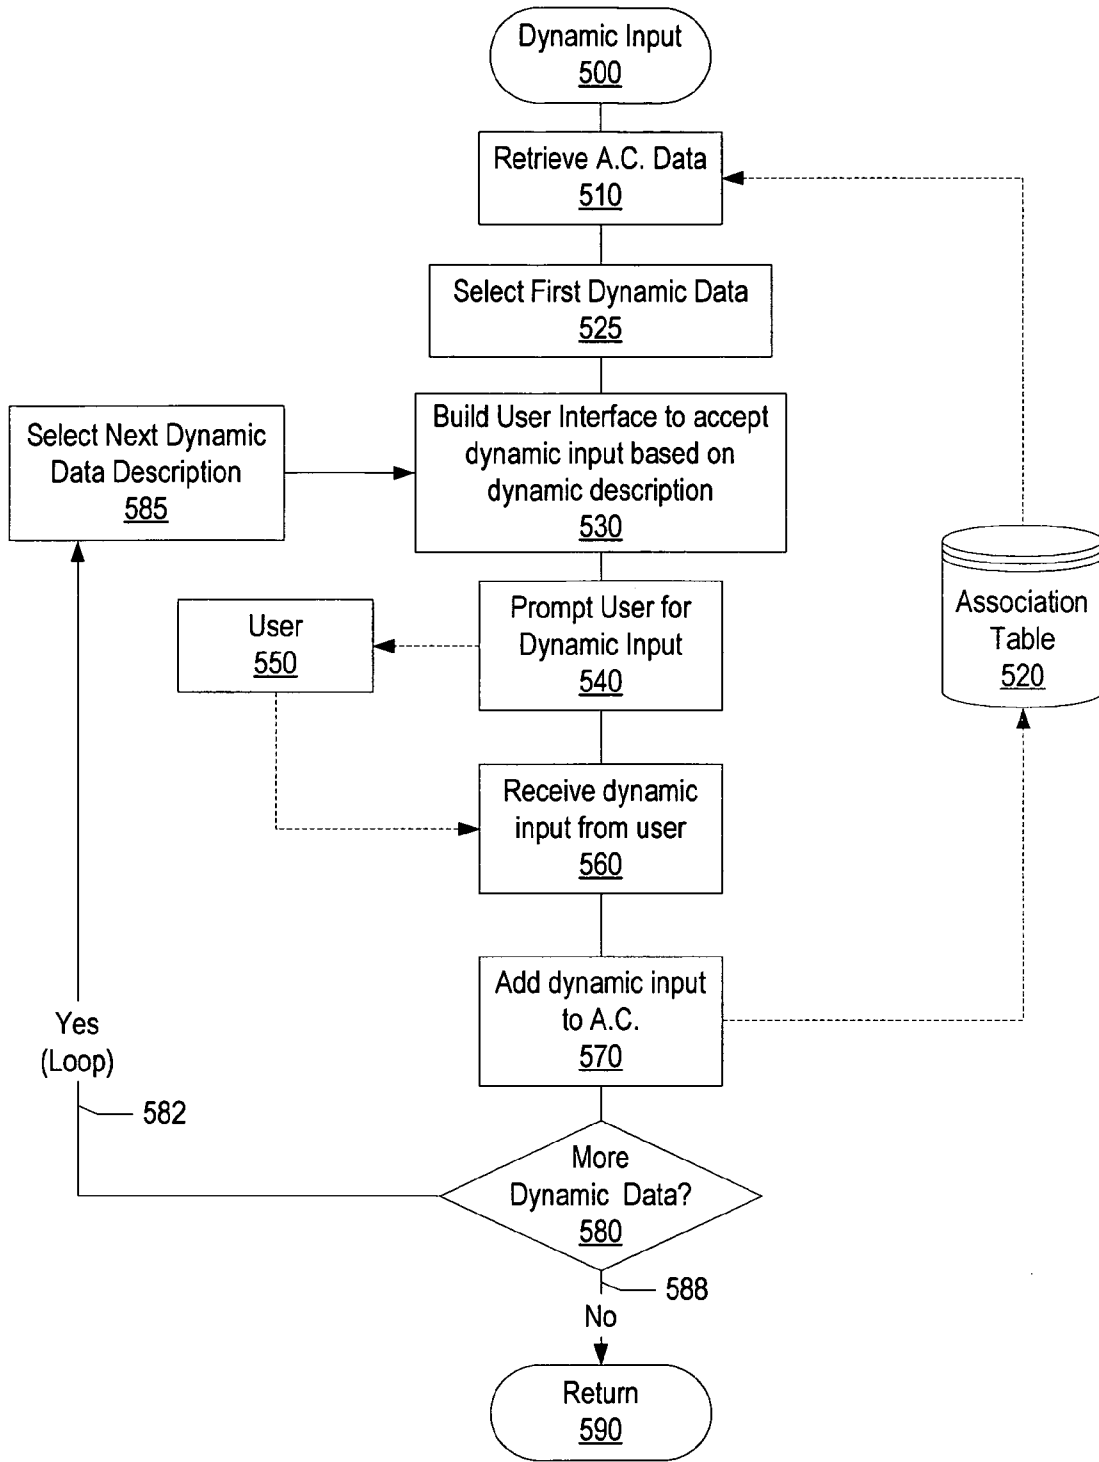 Dynamic Input
500
Retrieve A.C. Data
510
Select First Dynamic Data
525
Select Next Dynamic
Data Description
585
Build User Interface to accept
dynamic input based on
dynamic description
530
User
550
Prompt User for
Dynamic Input
540
Association
Table
520
Receive dynamic
input from user
560
Add dynamic input
to A.C.
570
Yes
(Loop)
582
More
Dynamic Data?
580
588
No
Return
590